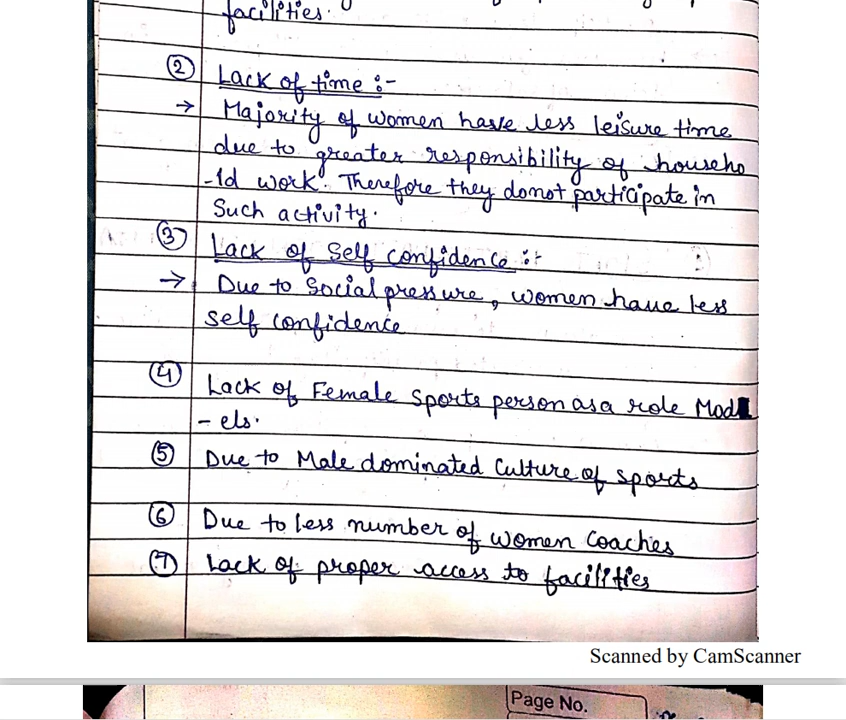 facilities.
② Lack of time :-
→ Majority of women have less leisure time
due to greater responsibility of househo
-ld work. Therefore they donot participate in
Such activity.
③ Lack of Self confidence :-
→ Due to Social pressure, women have less
self confidence
④ Lack of Female Sports person as a role Mod
- els.
⑤ Due to Male dominated Culture of sports
⑥ Due to less number of women Coaches
⑦ Lack of proper access to facilities
Scanned by CamScanner
Page No.